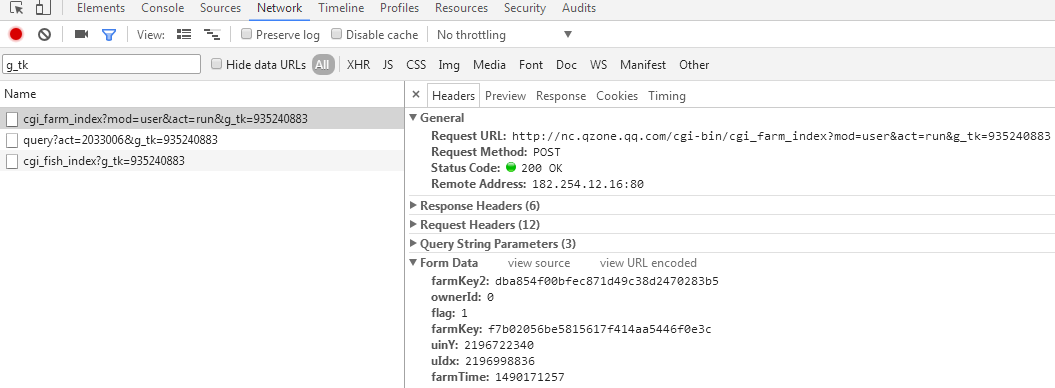 Elements Console Sources Network Timeline Profiles Resources Security Audits
View: Preserve log Disable cache No throttling
g_tk Hide data URLs All XHR JS CSS Img Media Font Doc WS Manifest Other
Name
cgi_farm_index?mod=user&act=run&g_tk=935240883
query?act=2033006&g_tk=935240883
cgi_fish_index?g_tk=935240883
× Headers Preview Response Cookies Timing
General
Request URL: http://nc.qzone.qq.com/cgi-bin/cgi_farm_index?mod=user&act=run&g_tk=935240883
Request Method: POST
Status Code: 200 OK
Remote Address: 182.254.12.16:80
Response Headers (6)
Request Headers (12)
Query String Parameters (3)
Form Data view source view URL encoded
farmKey2: dba854f00bfec871d49c38d2470283b5
ownerId: 0
flag: 1
farmKey: f7b02056be5815617f414aa5446f0e3c
uinY: 2196722340
uIdx: 2196998836
farmTime: 1490171257